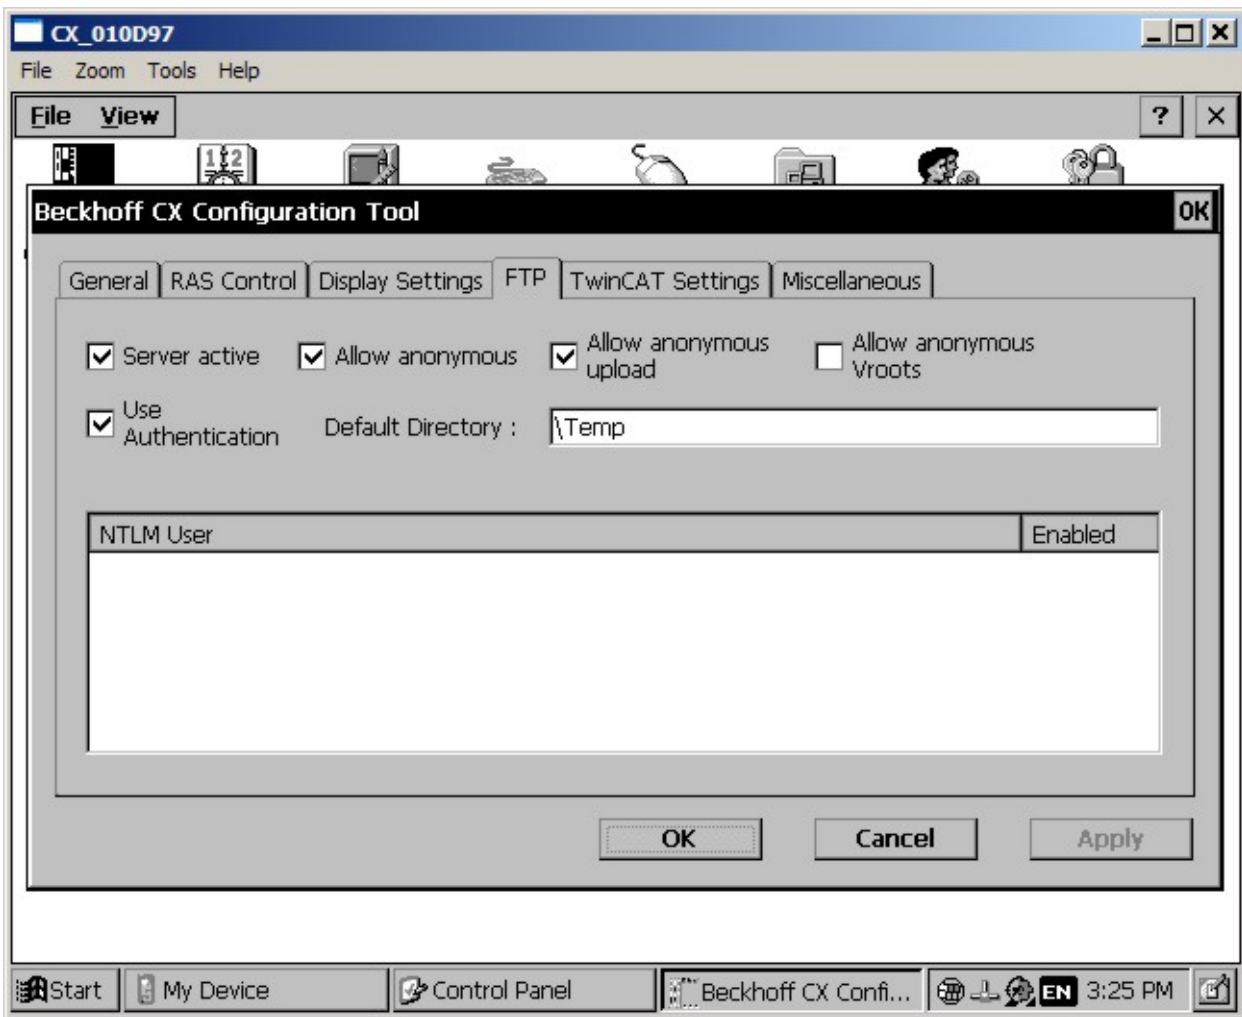 CX_010D97
File Zoom Tools Help
File View ? ×
Beckhoff CX Configuration Tool OK
General RAS Control Display Settings FTP TwinCAT Settings Miscellaneous
Server active Allow anonymous Allow anonymous upload Allow anonymous Vroots
Use Authentication Default Directory : \Temp
NTLM User Enabled
OK Cancel Apply
Start My Device Control Panel Beckhoff CX Confi... EN 3:25 PM